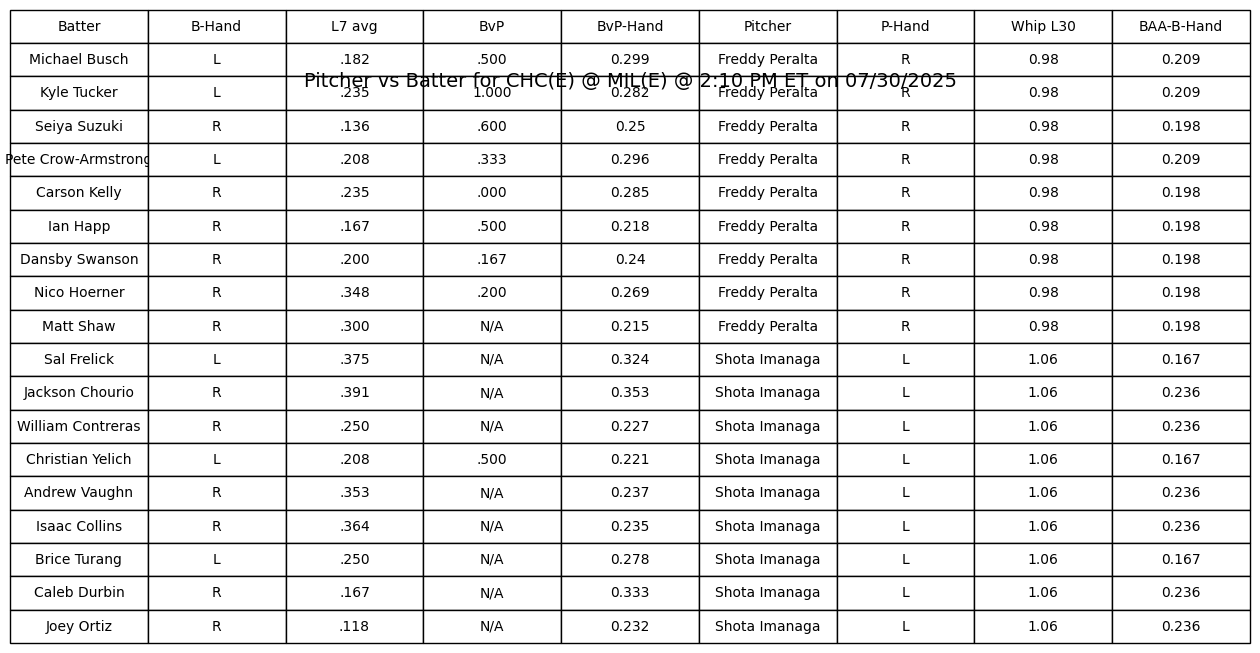 Batter B-Hand L7 avg BvP BvP-Hand Pitcher P-Hand Whip L30 BAA-B-Hand
Michael Busch L .182 .500 0.299 Freddy Peralta R 0.98 0.209
Pitcher vs Batter for CHC(E) @ MIL(E) @ 2:10 PM ET on 07/30/2025
Kyle Tucker L .235 1.000 0.282 Freddy Peralta R 0.98 0.209
Seiya Suzuki R .136 .600 0.25 Freddy Peralta R 0.98 0.198
Pete Crow-Armstrong L .208 .333 0.296 Freddy Peralta R 0.98 0.209
Carson Kelly R .235 .000 0.285 Freddy Peralta R 0.98 0.198
Ian Happ R .167 .500 0.218 Freddy Peralta R 0.98 0.198
Dansby Swanson R .200 .167 0.24 Freddy Peralta R 0.98 0.198
Nico Hoerner R .348 .200 0.269 Freddy Peralta R 0.98 0.198
Matt Shaw R .300 N/A 0.215 Freddy Peralta R 0.98 0.198
Sal Frelick L .375 N/A 0.324 Shota Imanaga L 1.06 0.167
Jackson Chourio R .391 N/A 0.353 Shota Imanaga L 1.06 0.236
William Contreras R .250 N/A 0.227 Shota Imanaga L 1.06 0.236
Christian Yelich L .208 .500 0.221 Shota Imanaga L 1.06 0.167
Andrew Vaughn R .353 N/A 0.237 Shota Imanaga L 1.06 0.236
Isaac Collins R .364 N/A 0.235 Shota Imanaga L 1.06 0.236
Brice Turang L .250 N/A 0.278 Shota Imanaga L 1.06 0.167
Caleb Durbin R .167 N/A 0.333 Shota Imanaga L 1.06 0.236
Joey Ortiz R .118 N/A 0.232 Shota Imanaga L 1.06 0.236